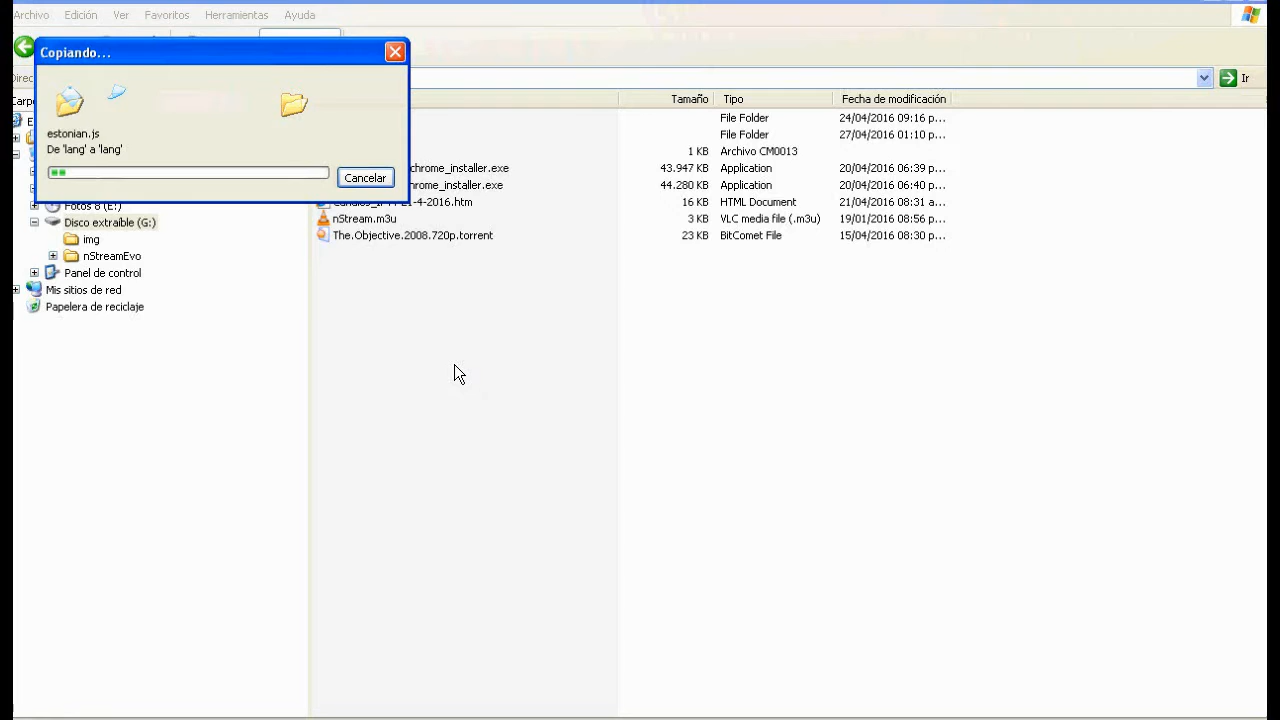 Archivo Edición Ver Favoritos Herramientas Ayuda
Copiando...
estonian.js
De 'lang' a 'lang'
Cancelar
Ir
Tamaño Tipo Fecha de modificación
File Folder 24/04/2016 09:16 p...
File Folder 27/04/2016 01:10 p...
1 KB Archivo CM0013
chrome_installer.exe 43.947 KB Application 20/04/2016 06:39 p...
chrome_installer.exe 44.280 KB Application 20/04/2016 06:40 p...
16 KB HTML Document 21/04/2016 08:31 a...
nStream.m3u 3 KB VLC media file (.m3u) 19/01/2016 08:56 p...
The.Objective.2008.720p.torrent 23 KB BitComet File 15/04/2016 08:30 p...
Fotos 8 (E:)
Disco extraíble (G:)
img
nStreamEvo
Panel de control
Mis sitios de red
Papelera de reciclaje